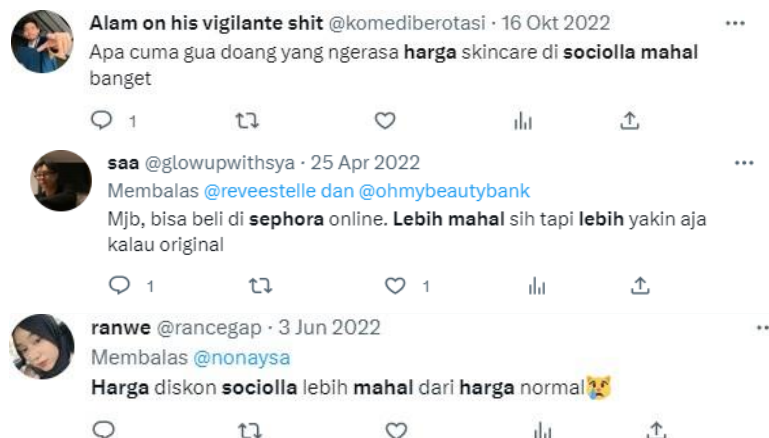 Alam on his vigilante shit @komediberotasi · 16 Okt 2022
Apa cuma gua doang yang ngerasa harga skincare di sociolla mahal
banget
1
saa @glowupwithsya · 25 Apr 2022
Membalas @reveestelle dan @ohmybeautybank
Mjb, bisa beli di sephora online. Lebih mahal sih tapi lebih yakin aja
kalau original
1 1
ranwe @rancegap · 3 Jun 2022
Membalas @nonaysa
Harga diskon sociolla lebih mahal dari harga normal😿